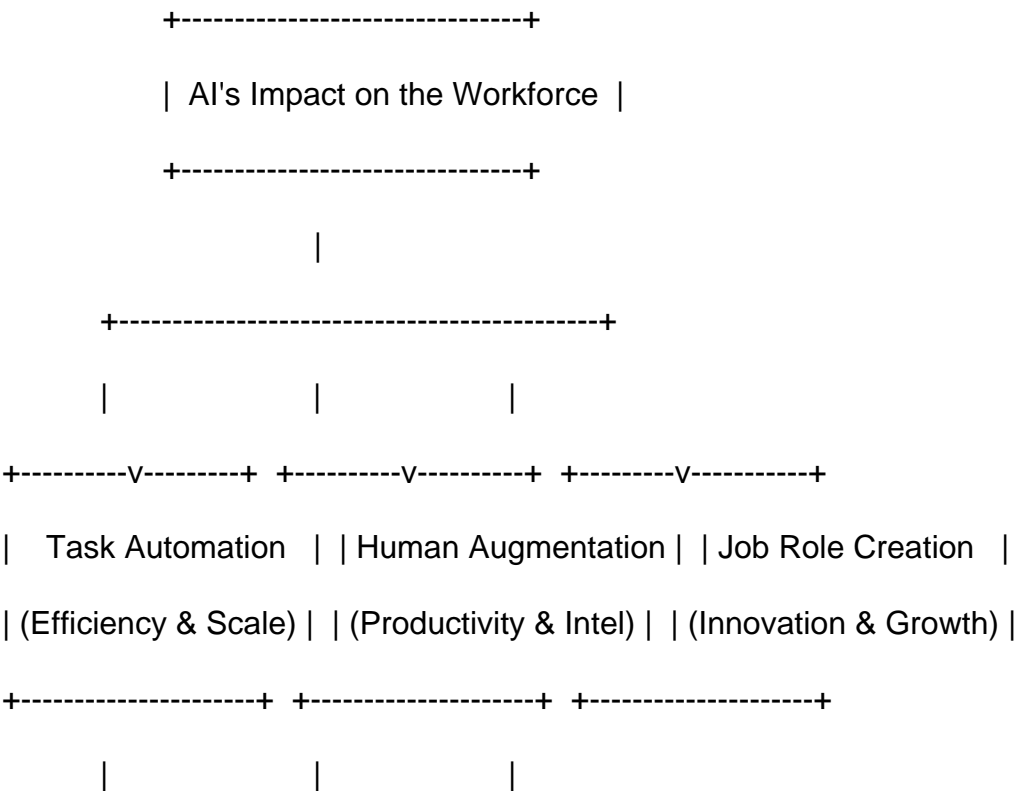 +--------------------------------+
| AI's Impact on the Workforce |
+--------------------------------+
|
+---------------------------------------------+
| | |
+----------v---------+ +----------v----------+ +---------v-----------+
| Task Automation | | Human Augmentation | | Job Role Creation |
| (Efficiency & Scale) | | (Productivity & Intel) | | (Innovation & Growth) |
+----------------------+ +---------------------+ +---------------------+
| | |